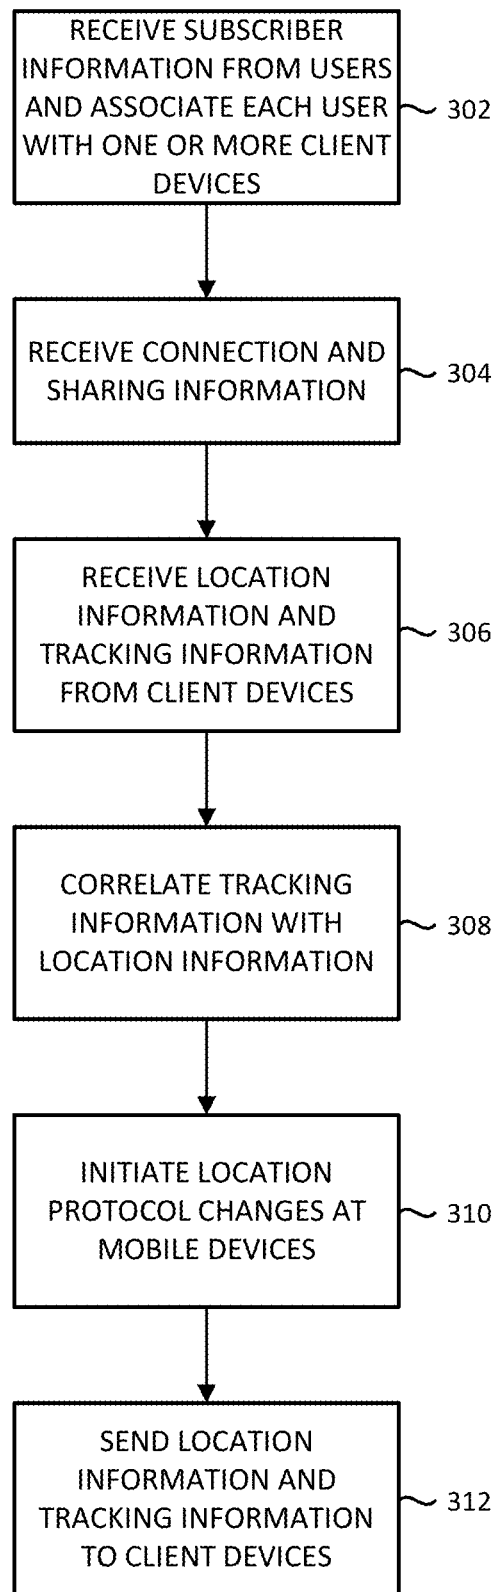 RECEIVE SUBSCRIBER
INFORMATION FROM USERS
AND ASSOCIATE EACH USER
WITH ONE OR MORE CLIENT
DEVICES
302
RECEIVE CONNECTION AND
SHARING INFORMATION
304
RECEIVE LOCATION
INFORMATION AND
TRACKING INFORMATION
FROM CLIENT DEVICES
306
CORRELATE TRACKING
INFORMATION WITH
LOCATION INFORMATION
308
INITIATE LOCATION
PROTOCOL CHANGES AT
MOBILE DEVICES
310
SEND LOCATION
INFORMATION AND
TRACKING INFORMATION
TO CLIENT DEVICES
312